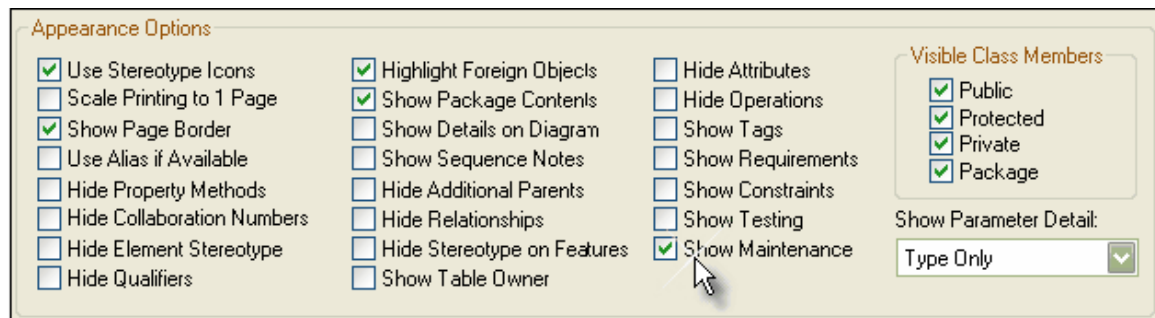 Appearance Options
Use Stereotype Icons
Scale Printing to 1 Page
Show Page Border
Use Alias if Available
Hide Property Methods
Hide Collaboration Numbers
Hide Element Stereotype
Hide Qualifiers
Highlight Foreign Objects
Show Package Contents
Show Details on Diagram
Show Sequence Notes
Hide Additional Parents
Hide Relationships
Hide Stereotype on Features
Show Table Owner
Hide Attributes
Hide Operations
Show Tags
Show Requirements
Show Constraints
Show Testing
Show Maintenance
Visible Class Members
Public
Protected
Private
Package
Show Parameter Detail:
Type Only